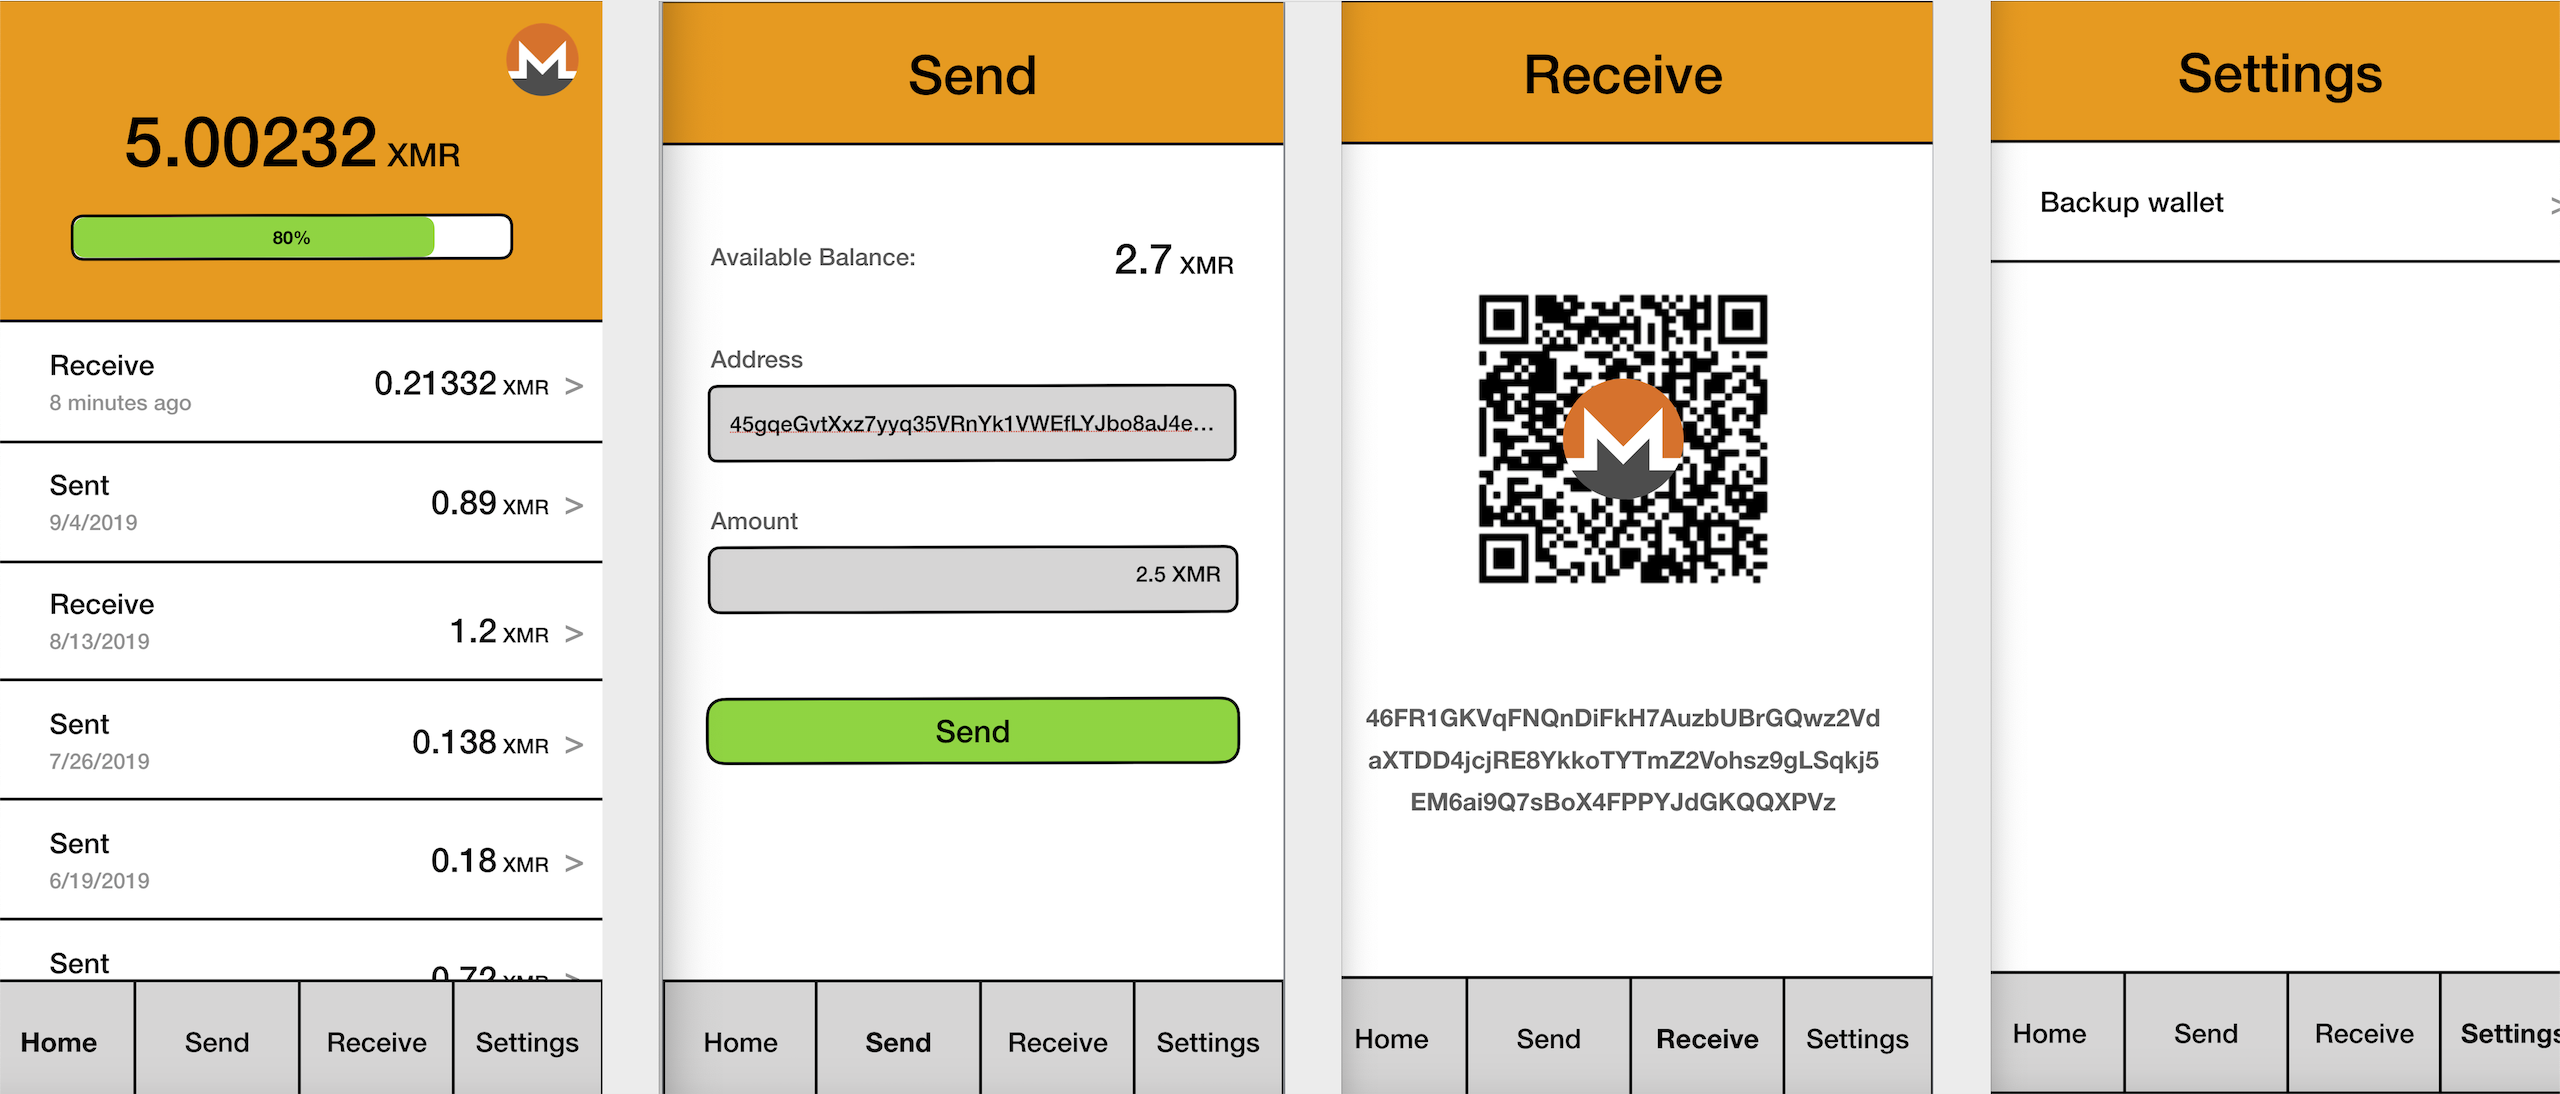 5.00232 XMR
80%
Receive
8 minutes ago
0.21332 XMR >
Sent
9/4/2019
0.89 XMR >
Receive
8/13/2019
1.2 XMR >
Sent
7/26/2019
0.138 XMR >
Sent
6/19/2019
0.18 XMR >
Sent
0.72 XMR >
Home Send Receive Settings
Send
Available Balance: 2.7 XMR
Address
45gqeGvtXxz7yyq35VRnYk1VWEfLYJbo8aJ4e...
Amount
2.5 XMR
Send
Home Send Receive Settings
Receive
46FR1GKVqFNQnDiFkH7AuzbUBrGQwz2Vd
aXTDD4jcjRE8YkkoTYTmZ2Vohsz9gLSqkj5
EM6ai9Q7sBoX4FPPYJdGKQQXPVz
Home Send Receive Settings
Settings
Backup wallet >
Home Send Receive Settings